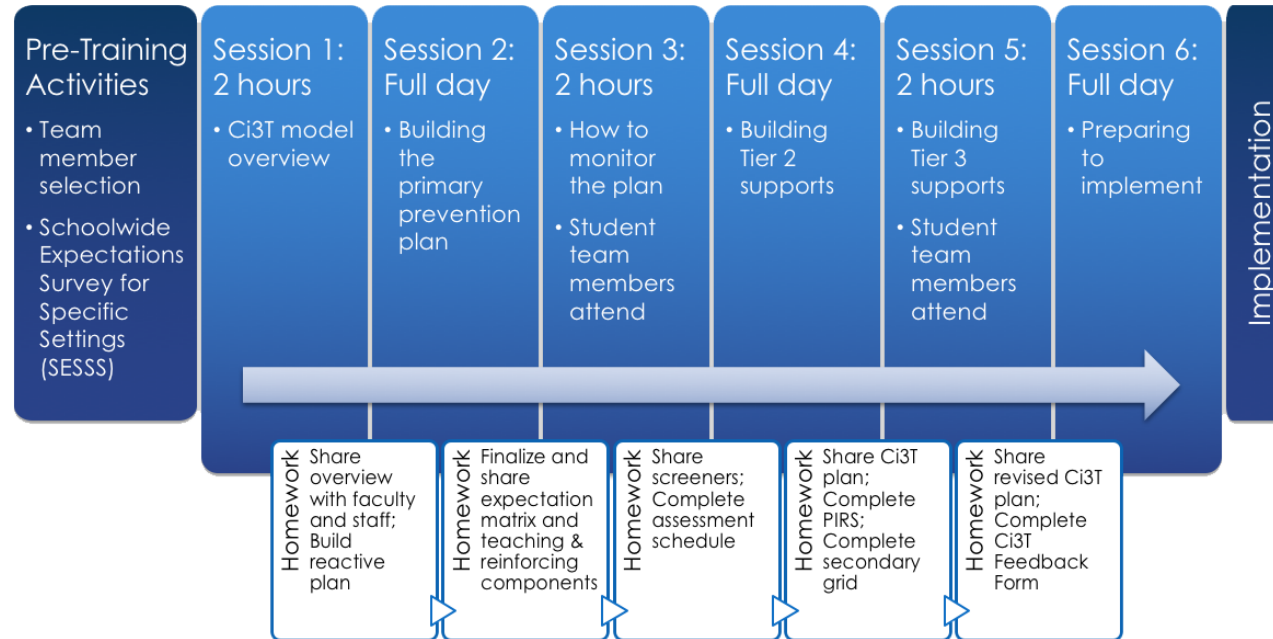 Pre-Training
Activities
• Team
member
selection
• Schoolwide
Expectations
Survey for
Specific
Settings
(SESSS)
Session 1:
2 hours
• Ci3T model
overview
Session 2:
Full day
• Building
the
primary
prevention
plan
Session 3:
2 hours
• How to
monitor
the plan
• Student
team
members
attend
Session 4:
Full day
• Building
Tier 2
supports
Session 5:
2 hours
• Building
Tier 3
supports
• Student
team
members
attend
Session 6:
Full day
• Preparing
to
implement
Implementation
Homework
Share
overview
with faculty
and staff;
Build
reactive
plan
Homework
Finalize and
share
expectation
matrix and
teaching &
reinforcing
components
Homework
Share
screeners;
Complete
assessment
schedule
Homework
Share Ci3T
plan;
Complete
PIRS;
Complete
secondary
grid
Homework
Share
revised Ci3T
plan;
Complete
Ci3T
Feedback
Form